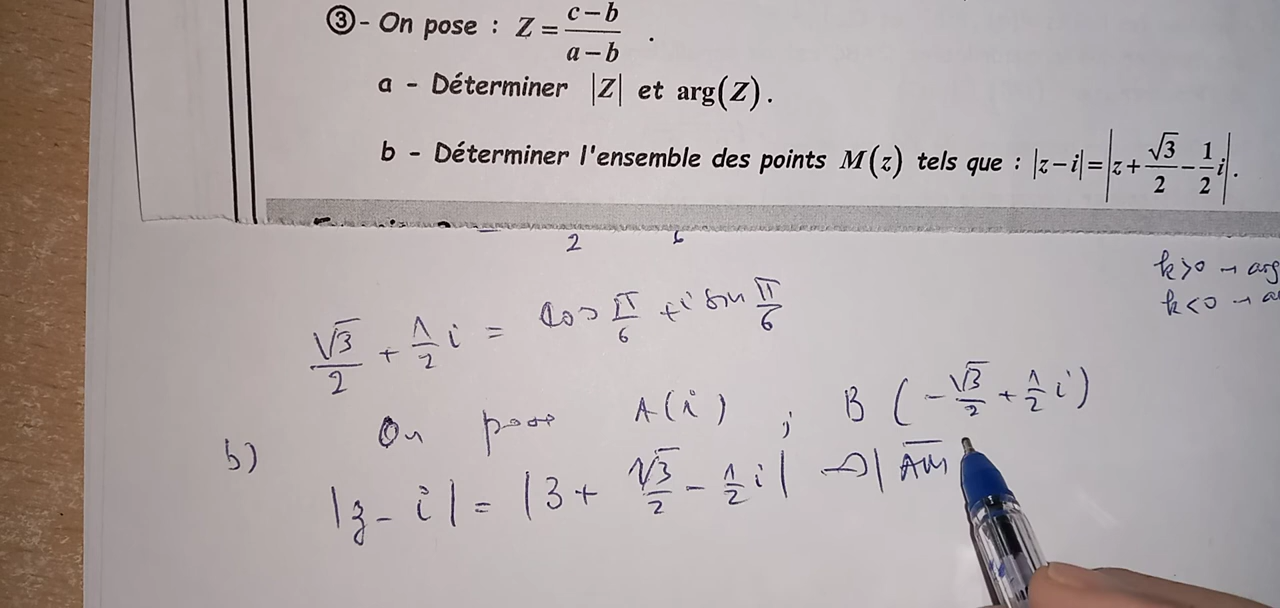 ③- On pose : Z = (c-b)/(a-b) .
a - Déterminer |Z| et arg(Z).
b - Déterminer l'ensemble des points M(z) tels que : |z-i|=|z+√3/2-1/2 i|.
2 6
k>0 → arg
k<0 → a
√3/2 + 1/2 i = cos π/6 + i sin π/6
b) On pose A(i) ; B (-√3/2 + 1/2 i)
|z - i| = |z + √3/2 - 1/2 i| | AM